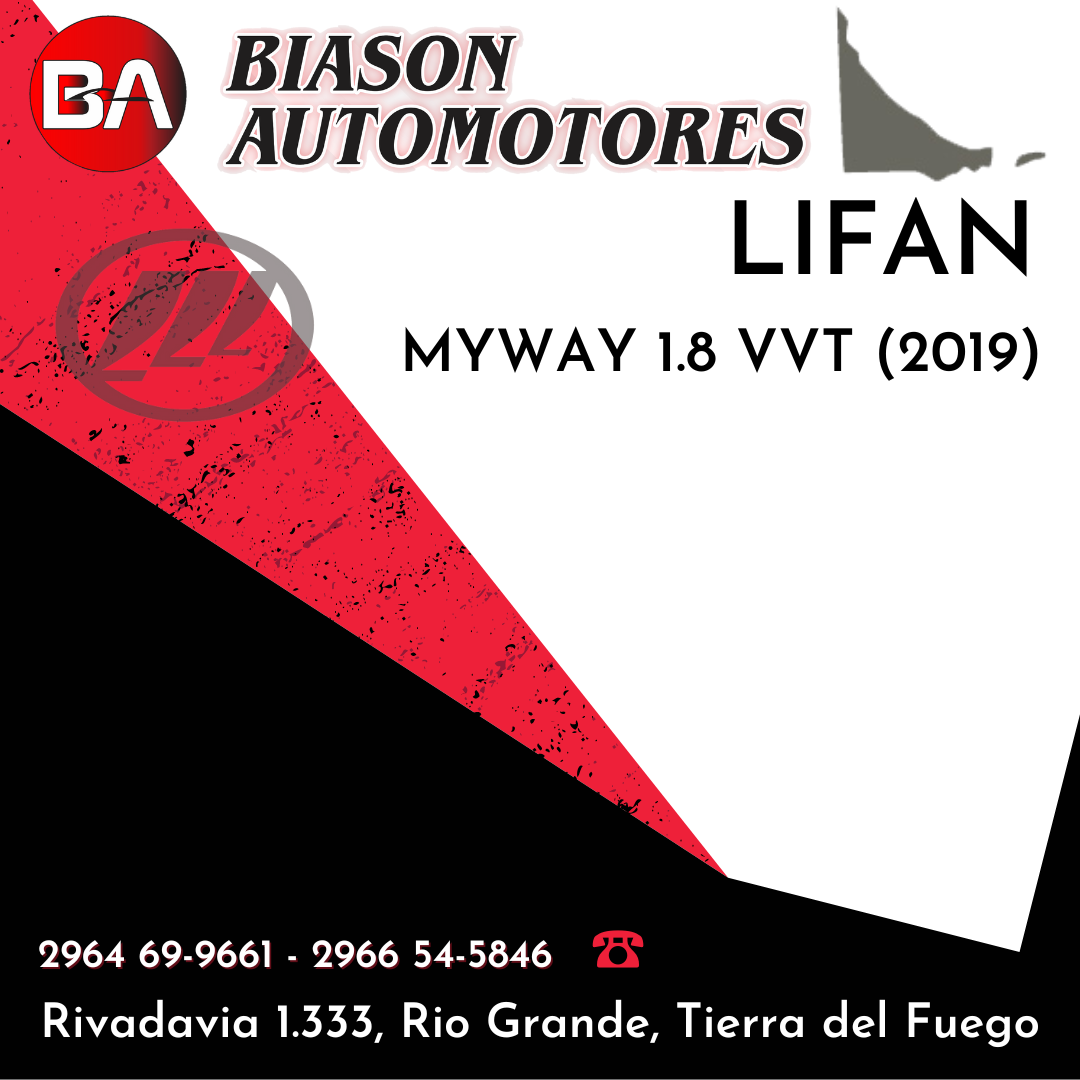 BA
BIASON
AUTOMOTORES
LIFAN
MYWAY 1.8 VVT (2019)
2964 69-9661 - 2966 54-5846
Rivadavia 1.333, Rio Grande, Tierra del Fuego